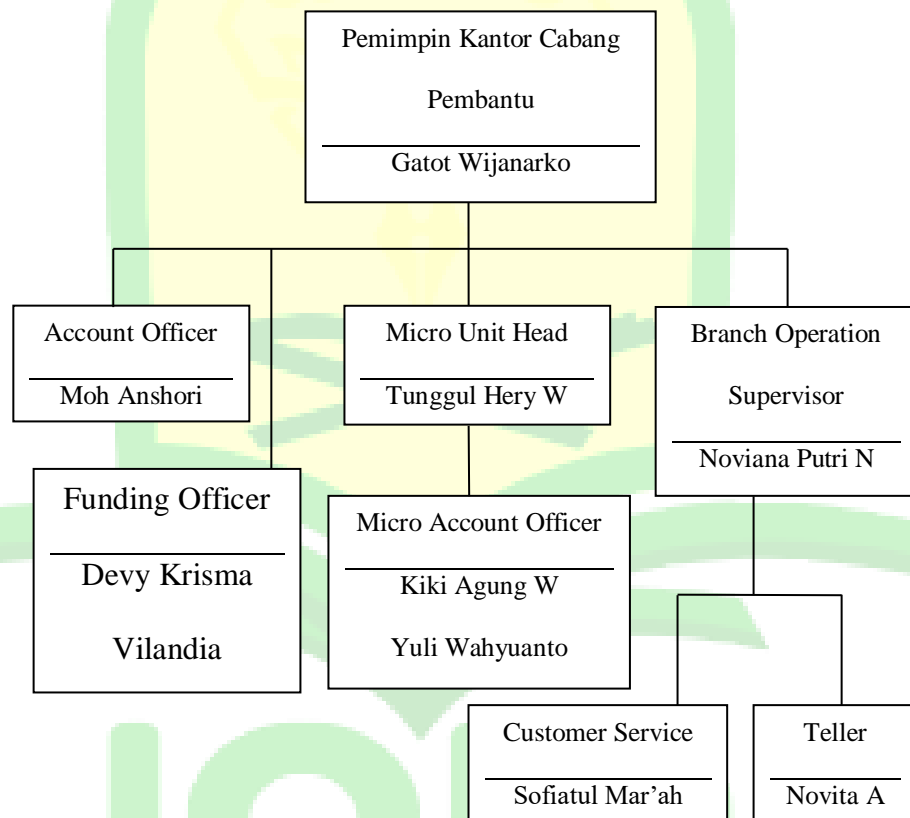 Pemimpin Kantor Cabang
Pembantu
Gatot Wijanarko
Account Officer
Moh Anshori
Micro Unit Head
Tunggul Hery W
Branch Operation
Supervisor
Noviana Putri N
Funding Officer
Devy Krisma
Vilandia
Micro Account Officer
Kiki Agung W
Yuli Wahyuanto
Customer Service
Sofiatul Mar’ah
Teller
Novita A